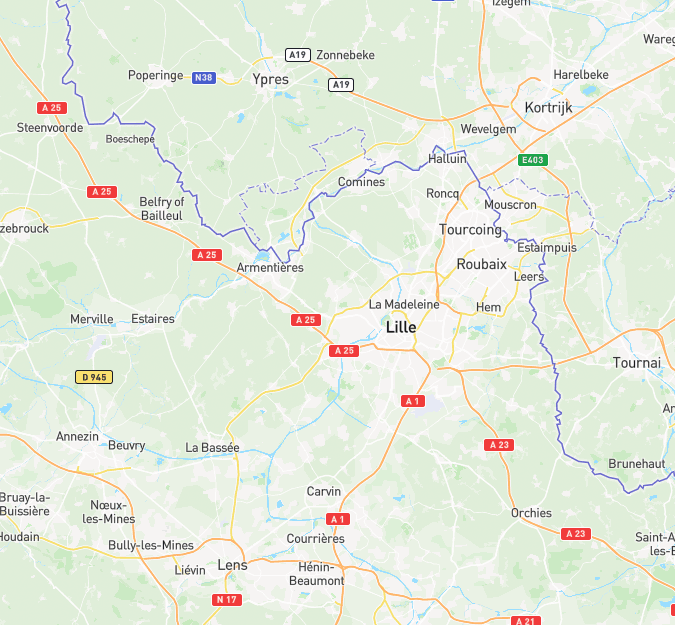 Izegem
A19
Zonnebeke
Wareg
Poperinge
N38
Ypres
A19
Harelbeke
A 25
Kortrijk
Steenvoorde
Boeschepe
Wevelgem
Halluin
E403
A 25
Comines
Roncq
Belfry of
Bailleul
Mouscron
zebrouck
Tourcoing
Estaimpuis
A 25
Armentières
Roubaix
Leers
La Madeleine
Hem
Merville
Estaires
A 25
Lille
A 25
Tournai
D 945
A 1
An
Annezin
Beuvry
La Bassée
A 23
Brunehaut
Bruay-la-
Buissière
Carvin
Nœux-
les-Mines
Orchies
A 1
Houdain
Courrières
A 23
Saint-A
les-E
Bully-les-Mines
Liévin
Lens
Hénin-
Beaumont
N 17
A 21